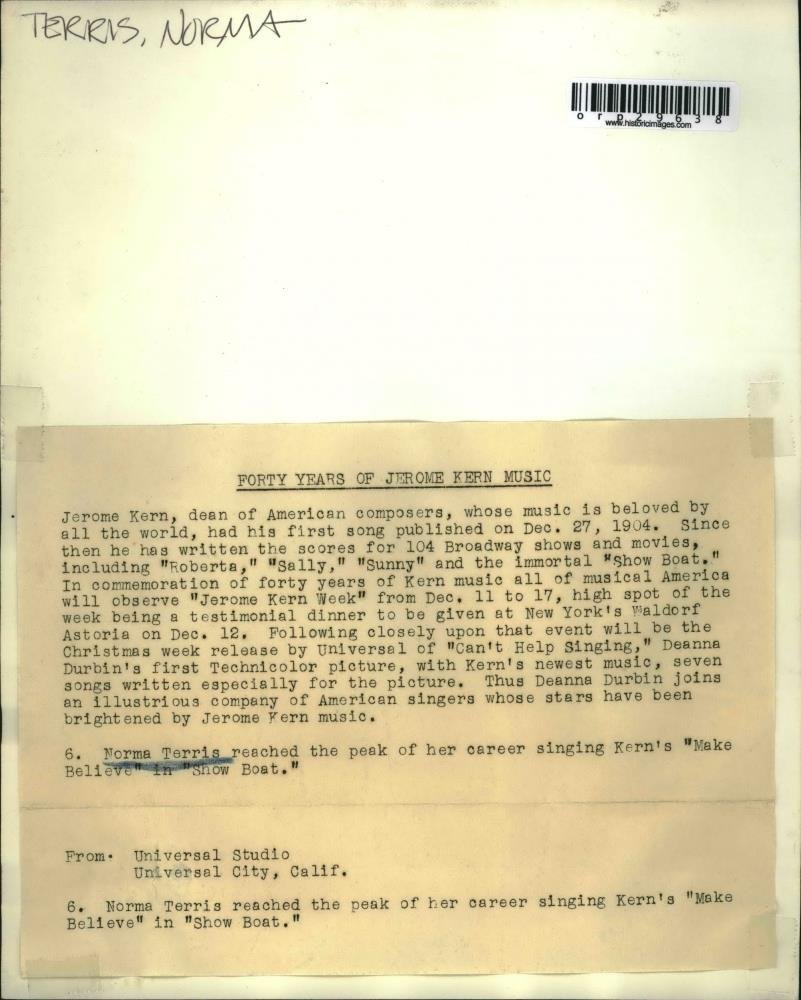 TERRIS, NORMA
orp29638
www.historicimages.com
FORTY YEARS OF JEROME KERN MUSIC
Jerome Kern, dean of American composers, whose music is beloved by
all the world, had his first song published on Dec. 27, 1904. Since
then he has written the scores for 104 Broadway shows and movies,
including "Roberta," "Sally," "Sunny" and the immortal "Show Boat."
In commemoration of forty years of Kern music all of musical America
will observe "Jerome Kern Week" from Dec. 11 to 17, high spot of the
week being a testimonial dinner to be given at New York's Waldorf
Astoria on Dec. 12. Following closely upon that event will be the
Christmas week release by Universal of "Can't Help Singing," Deanna
Durbin's first Technicolor picture, with Kern's newest music, seven
songs written especially for the picture. Thus Deanna Durbin joins
an illustrious company of American singers whose stars have been
brightened by Jerome Kern music.
6. Norma Terris reached the peak of her career singing Kern's "Make
Believe" in "Show Boat."
From. Universal Studio
Universal City, Calif.
6. Norma Terris reached the peak of her career singing Kern's "Make
Believe" in "Show Boat."